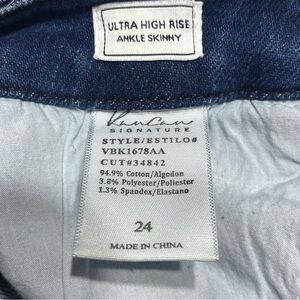 ULTRA HIGH RISE
ANKLE SKINNY
KanCan
SIGNATURE
STYLE/ESTILO#
VBK1678AA
CUT#34842
94.9% Cotton/Algodon
3.8% Polyester/Poliester
1.3% Spandex/Elastano
24
MADE IN CHINA